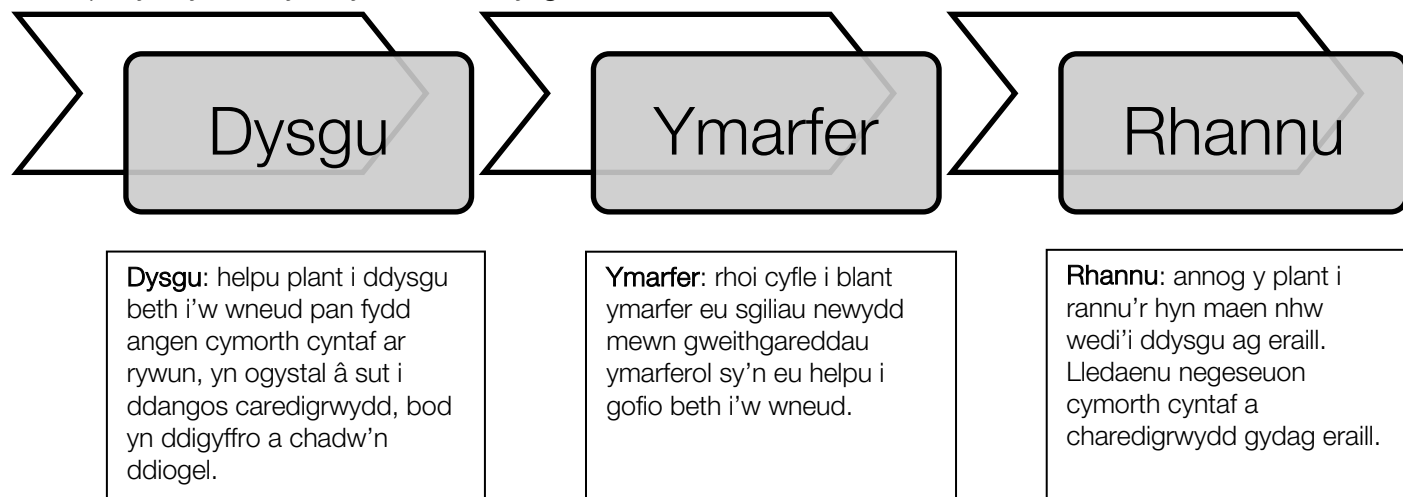 Dysgu
Ymarfer
Rhannu
Dysgu: helpu plant i ddysgu
beth i'w wneud pan fydd
angen cymorth cyntaf ar
rywun, yn ogystal â sut i
ddangos caredigrwydd, bod
yn ddigyffro a chadw'n
ddiogel.
Ymarfer: rhoi cyfle i blant
ymarfer eu sgiliau newydd
mewn gweithgareddau
ymarferol sy'n eu helpu i
gofio beth i'w wneud.
Rhannu: annog y plant i
rannu'r hyn maen nhw
wedi'i ddysgu ag eraill.
Lledaenu negeseuon
cymorth cyntaf a
charedigrwydd gydag eraill.